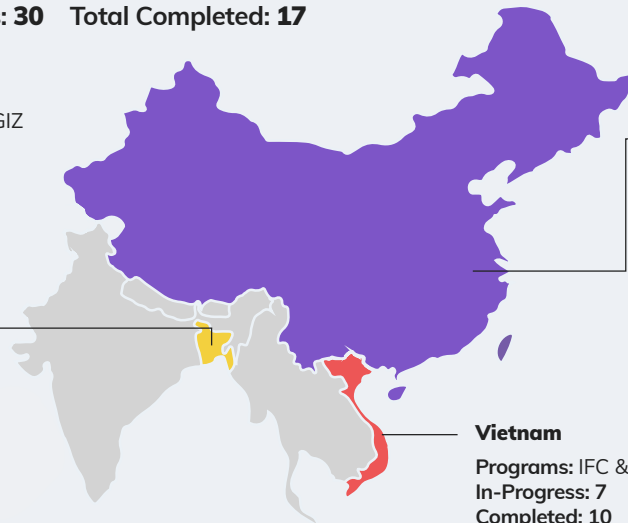 : 30 Total Completed: 17
GIZ
Vietnam
Programs: IFC &
In-Progress: 7
Completed: 10